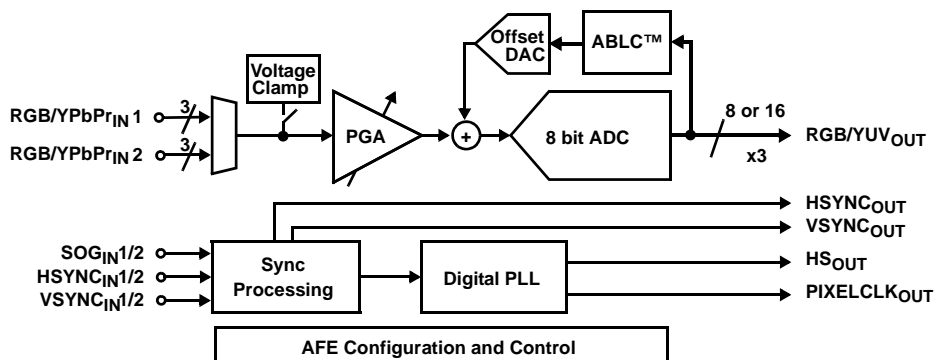 Offset
DAC
ABLC™
Voltage
Clamp
RGB/YPbPrIN 1
3
PGA
+
8 bit ADC
8 or 16
x3
RGB/YUVOUT
RGB/YPbPrIN 2
3
HSYNCOUT
VSYNCOUT
SOGIN1/2
HSYNCIN1/2
VSYNCIN1/2
Sync
Processing
Digital PLL
HSOUT
PIXELCLKOUT
AFE Configuration and Control